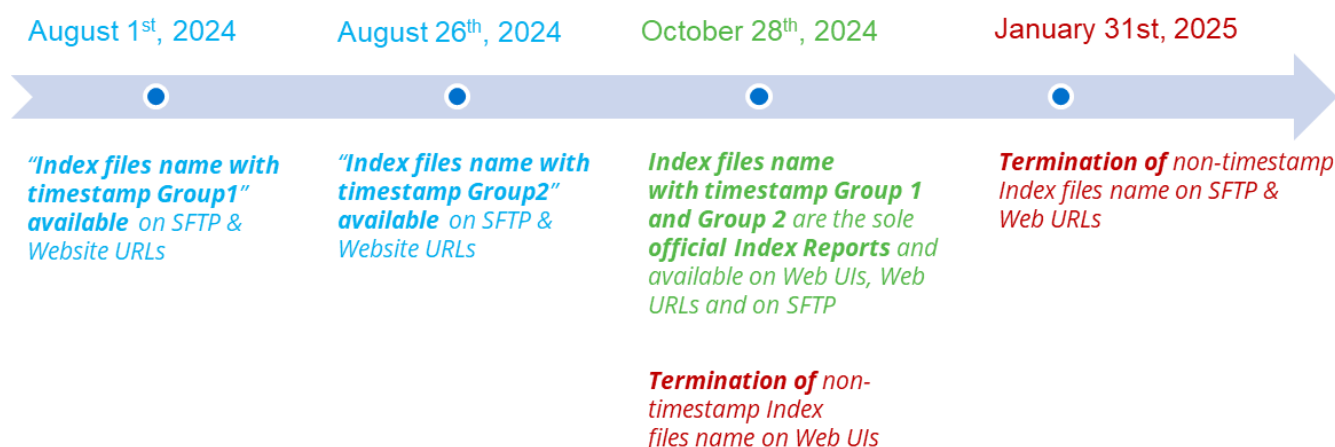 August 1st, 2024
August 26th, 2024
October 28th, 2024
January 31st, 2025
“Index files name with
timestamp Group1”
available on SFTP &
Website URLs
“Index files name with
timestamp Group2”
available on SFTP &
Website URLs
Index files name
with timestamp Group 1
and Group 2 are the sole
official Index Reports and
available on Web UIs, Web
URLs and on SFTP
Termination of non-
timestamp Index
files name on Web UIs
Termination of non-timestamp
Index files name on SFTP &
Web URLs